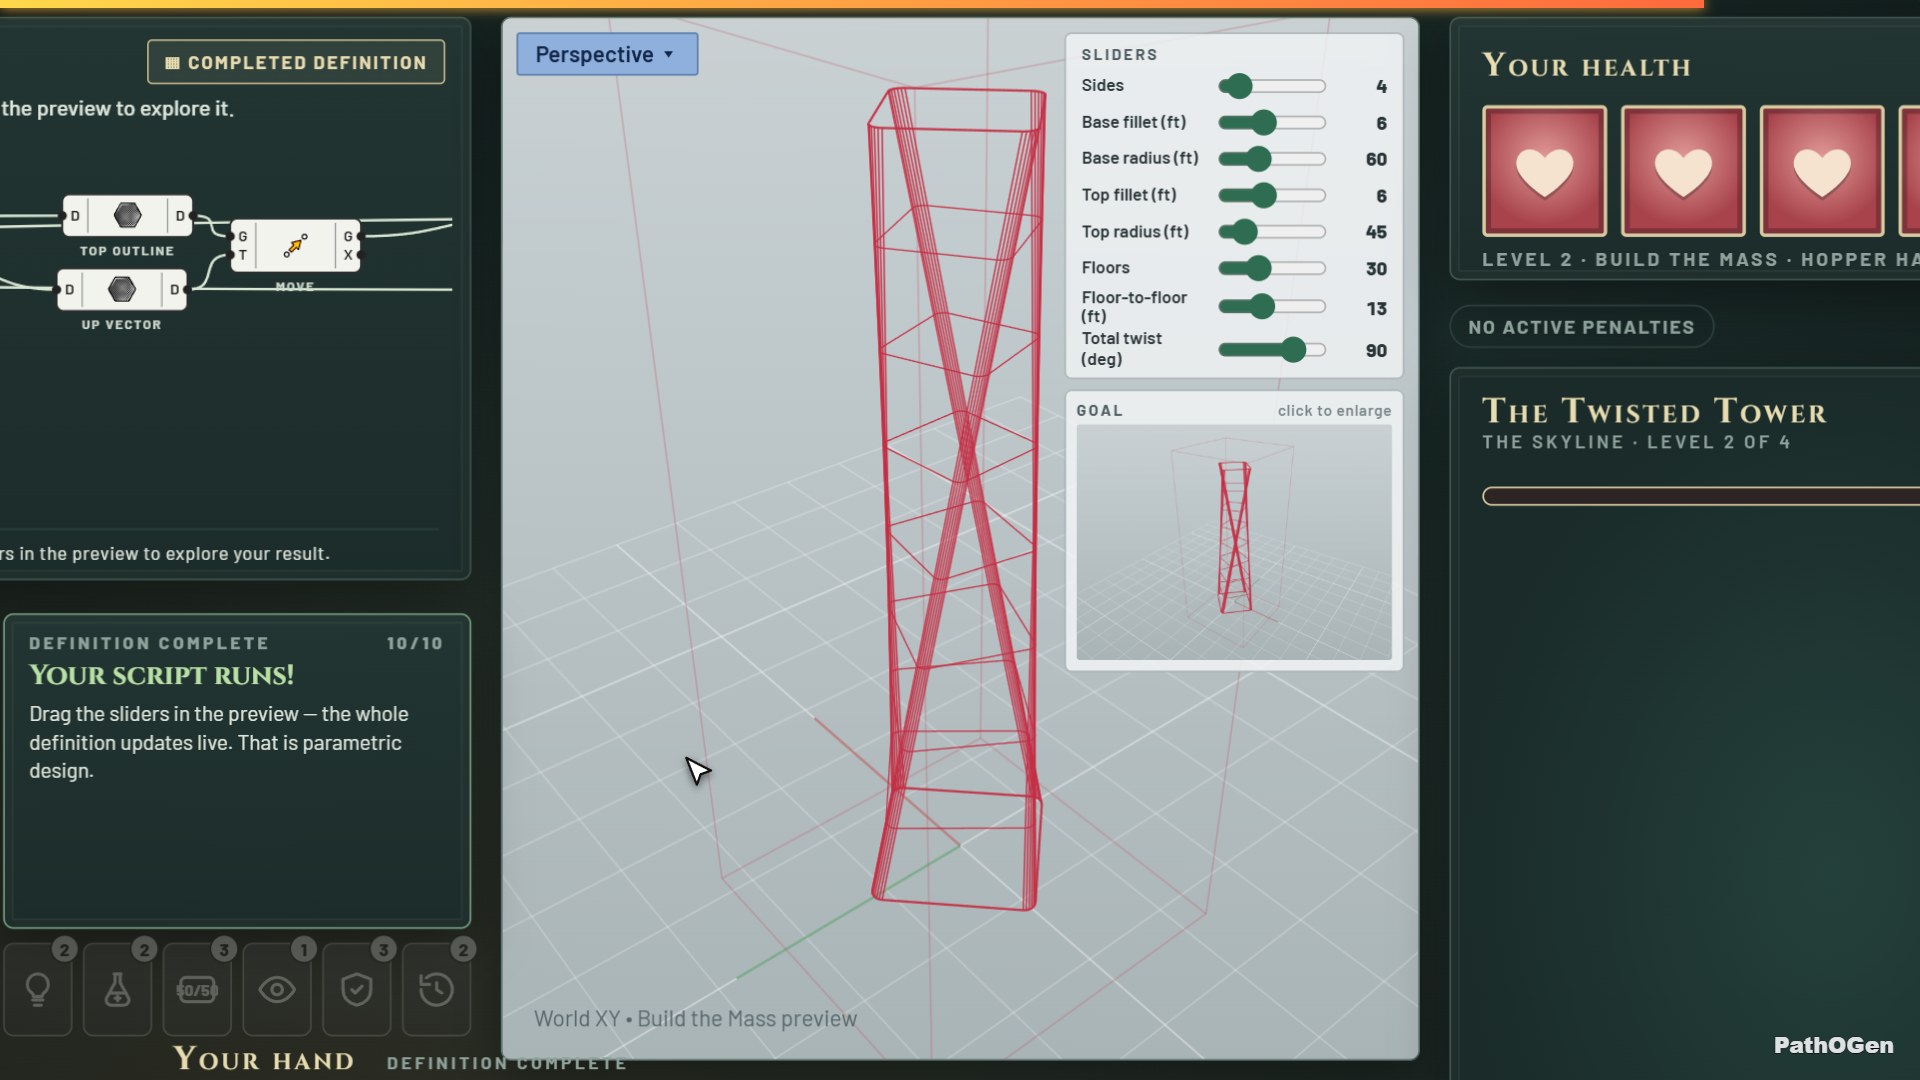 COMPLETED DEFINITION
the preview to explore it.
D D
TOP OUTLINE
G G
T X
MOVE
D D
UP VECTOR
rs in the preview to explore your result.
DEFINITION COMPLETE 10/10
YOUR SCRIPT RUNS!
Drag the sliders in the preview — the whole
definition updates live. That is parametric
design.
2 2 3 1 3 2
50/50
YOUR HAND DEFINITION COMPLETE
Perspective
SLIDERS
Sides 4
Base fillet (ft) 6
Base radius (ft) 60
Top fillet (ft) 6
Top radius (ft) 45
Floors 30
Floor-to-floor
(ft) 13
Total twist
(deg) 90
GOAL click to enlarge
World XY • Build the Mass preview
YOUR HEALTH
LEVEL 2 · BUILD THE MASS · HOPPER HA
NO ACTIVE PENALTIES
THE TWISTED TOWER
THE SKYLINE · LEVEL 2 OF 4
PathOGen